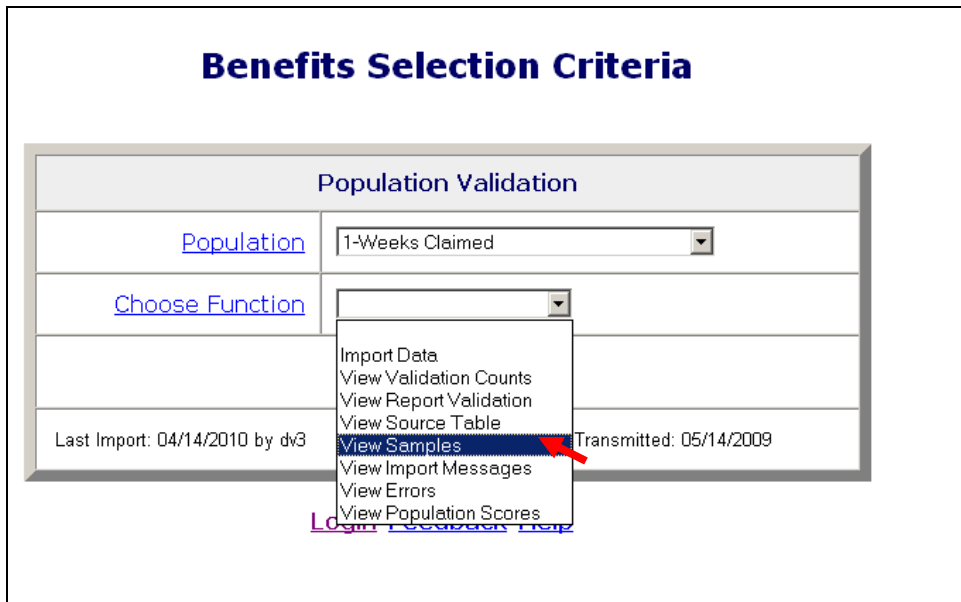 Benefits Selection Criteria
Population Validation
Population 1-Weeks Claimed
Choose Function
Import Data
View Validation Counts
View Report Validation
View Source Table
Last Import: 04/14/2010 by dv3 View Samples Transmitted: 05/14/2009
View Import Messages
View Errors
View Population Scores
Login Feedback Help